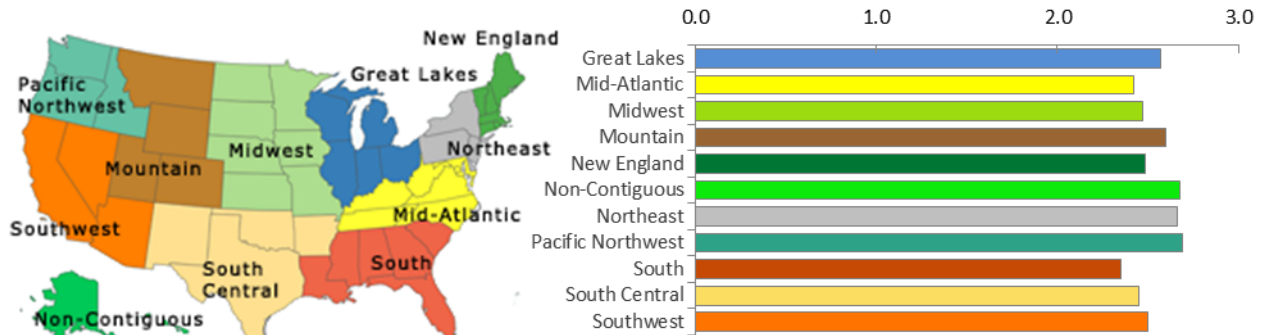 New England
Great Lakes
Pacific
Northwest
Midwest
Northeast
Mountain
Mid-Atlantic
Southwest
South
South
Central
Non-Contiguous
0.0 1.0 2.0 3.0
Great Lakes
Mid-Atlantic
Midwest
Mountain
New England
Non-Contiguous
Northeast
Pacific Northwest
South
South Central
Southwest